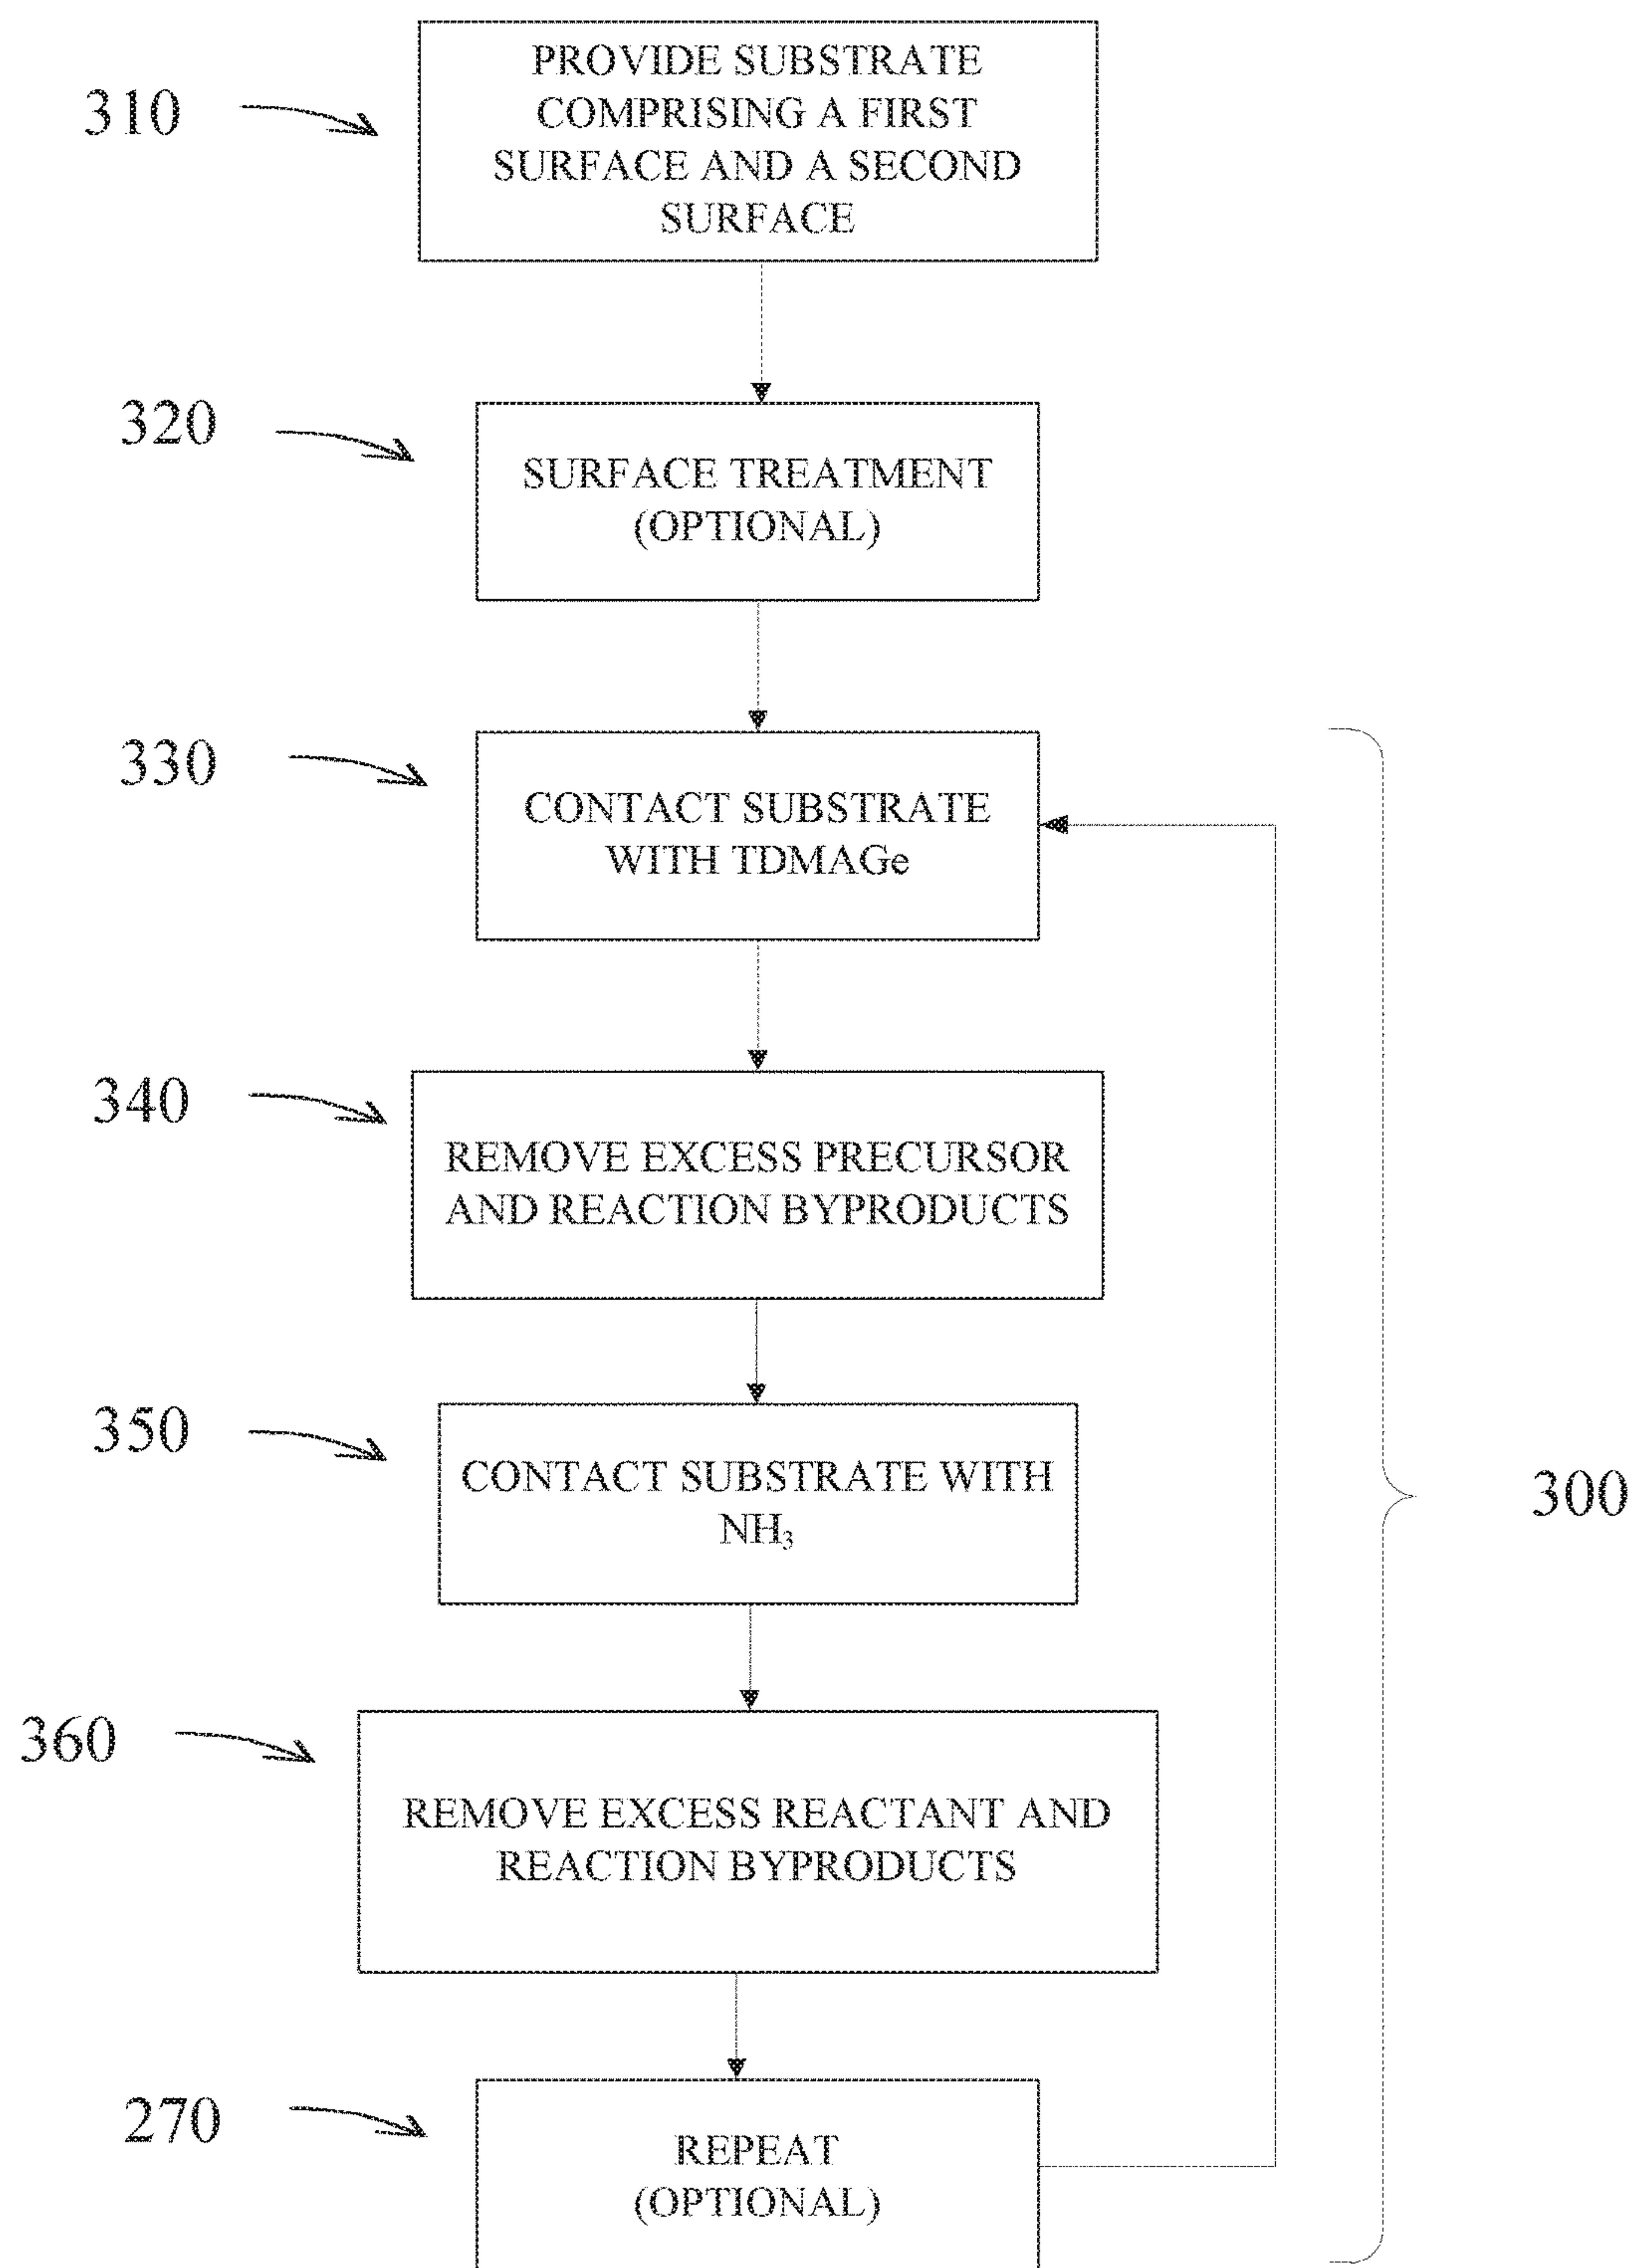 310
PROVIDE SUBSTRATE
COMPRISING A FIRST
SURFACE AND A SECOND
SURFACE
320
SURFACE TREATMENT
(OPTIONAL)
330
CONTACT SUBSTRATE
WITH TDMAGe
340
REMOVE EXCESS PRECURSOR
AND REACTION BYPRODUCTS
350
CONTACT SUBSTRATE WITH
NH₃
300
360
REMOVE EXCESS REACTANT AND
REACTION BYPRODUCTS
270
REPEAT
(OPTIONAL)